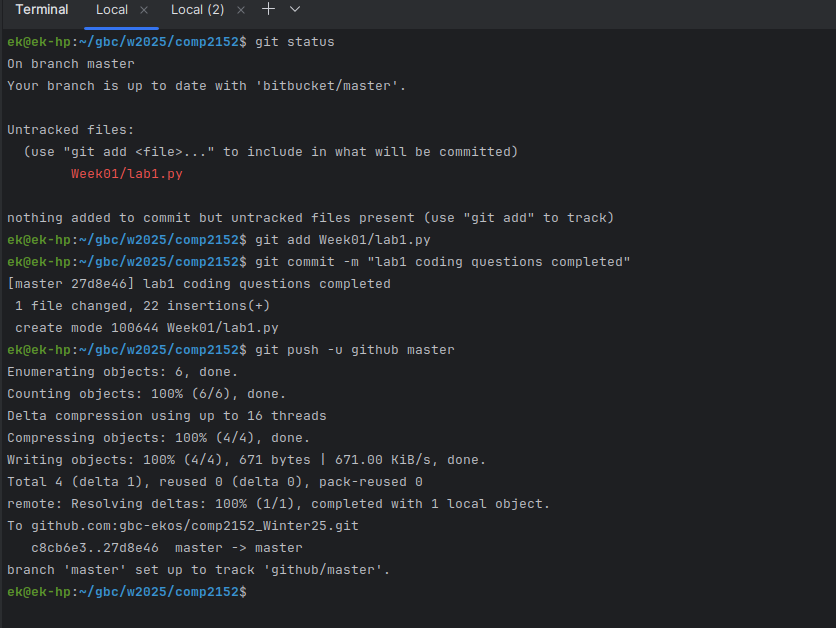 Terminal Local × Local (2) × +
ek@ek-hp:~/gbc/w2025/comp2152$ git status
On branch master
Your branch is up to date with 'bitbucket/master'.
Untracked files:
  (use "git add <file>..." to include in what will be committed)
        Week01/lab1.py
nothing added to commit but untracked files present (use "git add" to track)
ek@ek-hp:~/gbc/w2025/comp2152$ git add Week01/lab1.py
ek@ek-hp:~/gbc/w2025/comp2152$ git commit -m "lab1 coding questions completed"
[master 27d8e46] lab1 coding questions completed
 1 file changed, 22 insertions(+)
 create mode 100644 Week01/lab1.py
ek@ek-hp:~/gbc/w2025/comp2152$ git push -u github master
Enumerating objects: 6, done.
Counting objects: 100% (6/6), done.
Delta compression using up to 16 threads
Compressing objects: 100% (4/4), done.
Writing objects: 100% (4/4), 671 bytes | 671.00 KiB/s, done.
Total 4 (delta 1), reused 0 (delta 0), pack-reused 0
remote: Resolving deltas: 100% (1/1), completed with 1 local object.
To github.com:gbc-ekos/comp2152_Winter25.git
   c8cb6e3..27d8e46  master -> master
branch 'master' set up to track 'github/master'.
ek@ek-hp:~/gbc/w2025/comp2152$